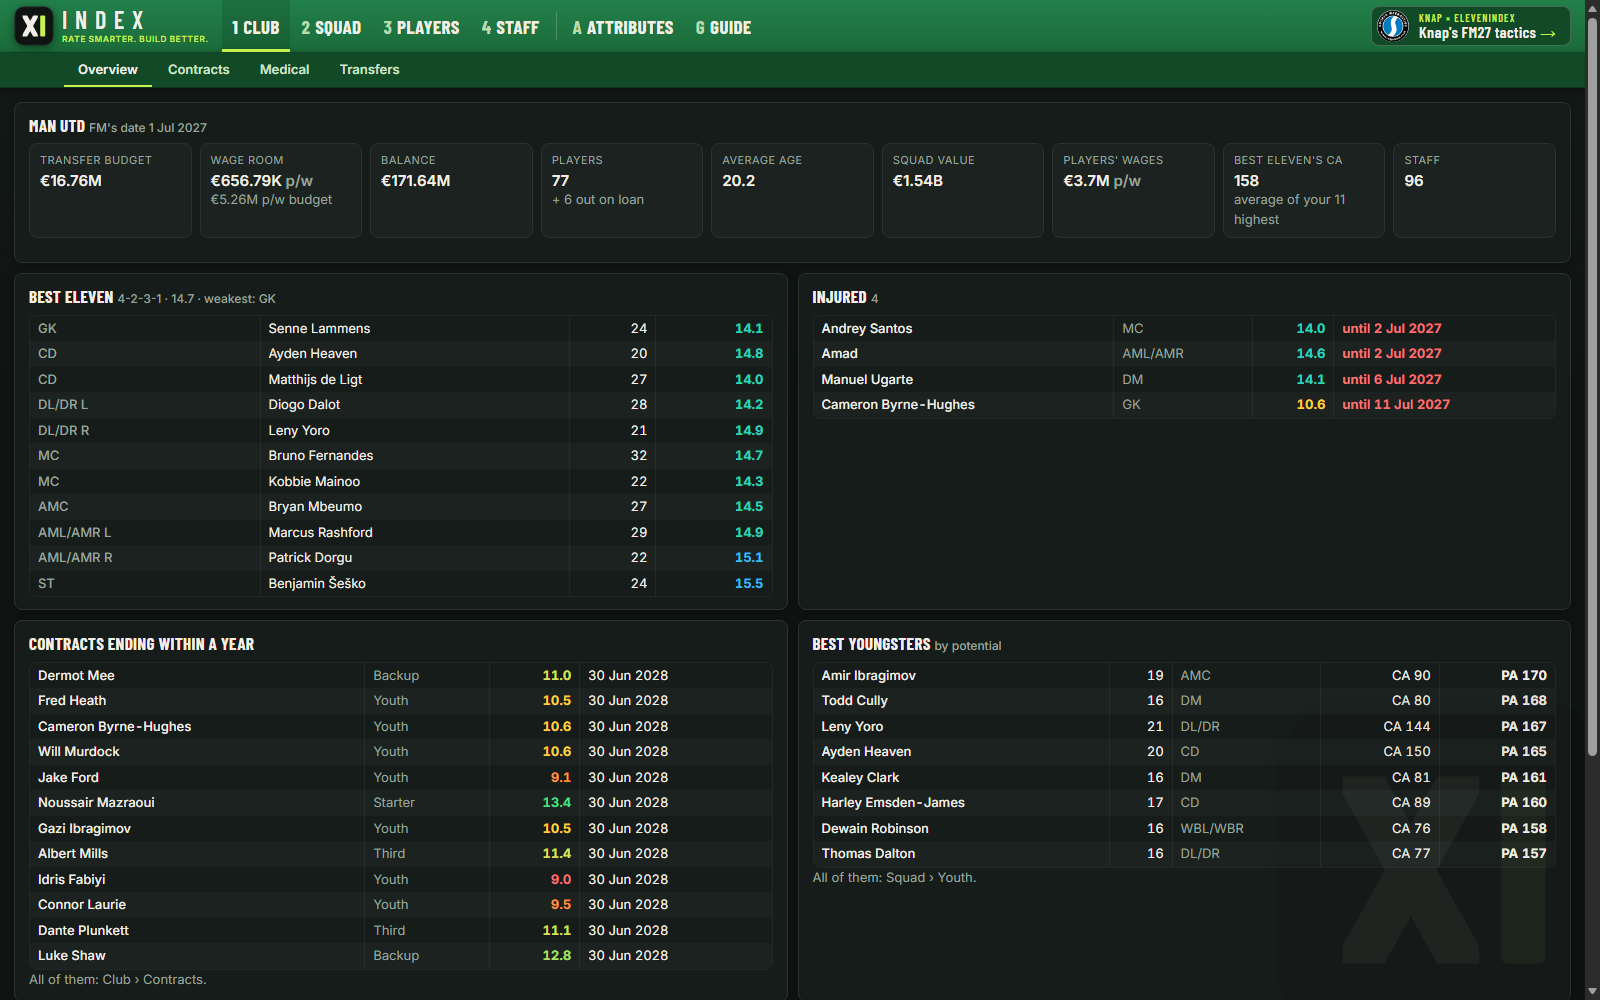 XI INDEX
RATE SMARTER. BUILD BETTER.
1 CLUB 2 SQUAD 3 PLAYERS 4 STAFF A ATTRIBUTES G GUIDE
KNAP × ELEVENINDEX
Knap's FM27 tactics →
Overview Contracts Medical Transfers
MAN UTD FM's date 1 Jul 2027
TRANSFER BUDGET
€16.76M
WAGE ROOM
€656.79K p/w
€5.26M p/w budget
BALANCE
€171.64M
PLAYERS
77
+ 6 out on loan
AVERAGE AGE
20.2
SQUAD VALUE
€1.54B
PLAYERS' WAGES
€3.7M p/w
BEST ELEVEN'S CA
158
average of your 11
highest
STAFF
96
BEST ELEVEN 4-2-3-1 · 14.7 · weakest: GK
GK Senne Lammens 24 14.1
CD Ayden Heaven 20 14.8
CD Matthijs de Ligt 27 14.0
DL/DR L Diogo Dalot 28 14.2
DL/DR R Leny Yoro 21 14.9
MC Bruno Fernandes 32 14.7
MC Kobbie Mainoo 22 14.3
AMC Bryan Mbeumo 27 14.5
AML/AMR L Marcus Rashford 29 14.9
AML/AMR R Patrick Dorgu 22 15.1
ST Benjamin Šeško 24 15.5
INJURED 4
Andrey Santos MC 14.0 until 2 Jul 2027
Amad AML/AMR 14.6 until 2 Jul 2027
Manuel Ugarte DM 14.1 until 6 Jul 2027
Cameron Byrne-Hughes GK 10.6 until 11 Jul 2027
CONTRACTS ENDING WITHIN A YEAR
Dermot Mee Backup 11.0 30 Jun 2028
Fred Heath Youth 10.5 30 Jun 2028
Cameron Byrne-Hughes Youth 10.6 30 Jun 2028
Will Murdock Youth 10.6 30 Jun 2028
Jake Ford Youth 9.1 30 Jun 2028
Noussair Mazraoui Starter 13.4 30 Jun 2028
Gazi Ibragimov Youth 10.5 30 Jun 2028
Albert Mills Third 11.4 30 Jun 2028
Idris Fabiyi Youth 9.0 30 Jun 2028
Connor Laurie Youth 9.5 30 Jun 2028
Dante Plunkett Third 11.1 30 Jun 2028
Luke Shaw Backup 12.8 30 Jun 2028
All of them: Club › Contracts.
BEST YOUNGSTERS by potential
Amir Ibragimov 19 AMC CA 90 PA 170
Todd Cully 16 DM CA 80 PA 168
Leny Yoro 21 DL/DR CA 144 PA 167
Ayden Heaven 20 CD CA 150 PA 165
Kealey Clark 16 DM CA 81 PA 161
Harley Emsden-James 17 CD CA 89 PA 160
Dewain Robinson 16 WBL/WBR CA 76 PA 158
Thomas Dalton 16 DL/DR CA 77 PA 157
All of them: Squad › Youth.
XI